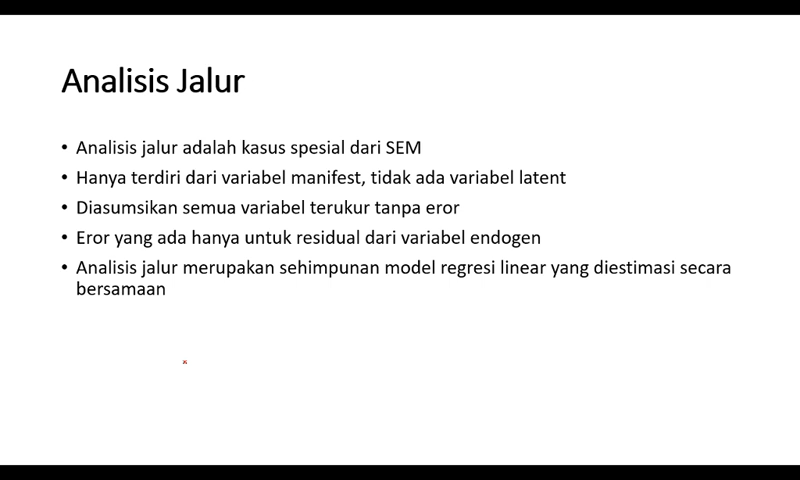 Analisis Jalur
• Analisis jalur adalah kasus spesial dari SEM
• Hanya terdiri dari variabel manifest, tidak ada variabel latent
• Diasumsikan semua variabel terukur tanpa eror
• Eror yang ada hanya untuk residual dari variabel endogen
• Analisis jalur merupakan sehimpunan model regresi linear yang diestimasi secara
bersamaan